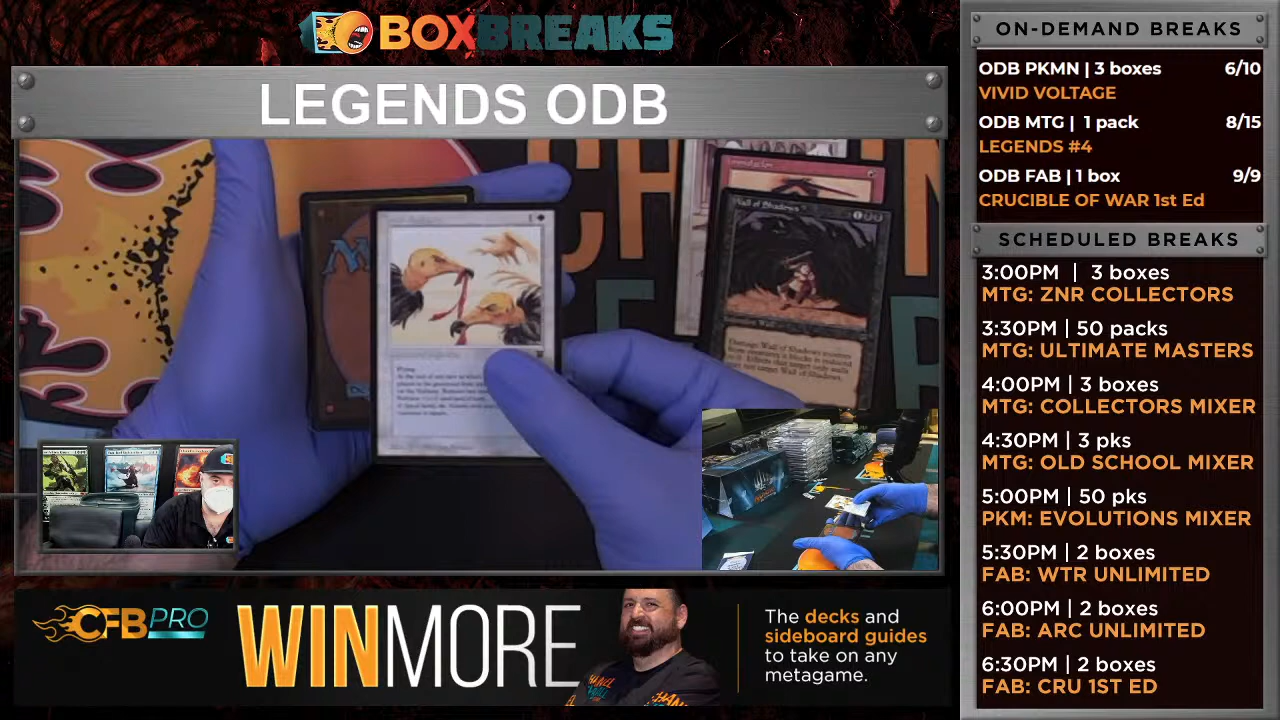 BOXBREAKS
LEGENDS ODB
Wall of Shadows
CFBPRO
WINMORE
The decks and
sideboard guides
to take on any
metagame.
ON-DEMAND BREAKS
ODB PKMN | 3 boxes 6/10
VIVID VOLTAGE
ODB MTG | 1 pack 8/15
LEGENDS #4
ODB FAB | 1 box 9/9
CRUCIBLE OF WAR 1st Ed
SCHEDULED BREAKS
3:00PM | 3 boxes
MTG: ZNR COLLECTORS
3:30PM | 50 packs
MTG: ULTIMATE MASTERS
4:00PM | 3 boxes
MTG: COLLECTORS MIXER
4:30PM | 3 pks
MTG: OLD SCHOOL MIXER
5:00PM | 50 pks
PKM: EVOLUTIONS MIXER
5:30PM | 2 boxes
FAB: WTR UNLIMITED
6:00PM | 2 boxes
FAB: ARC UNLIMITED
6:30PM | 2 boxes
FAB: CRU 1ST ED